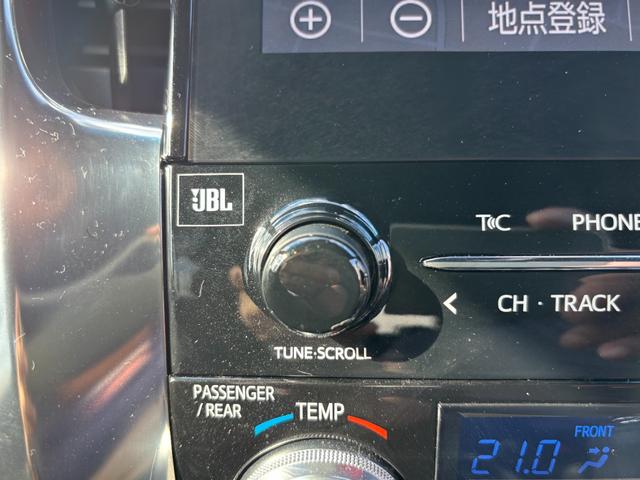 地点登録
JBL
T C
PHONE
TUNE·SCROLL
< CH · TRACK
PASSENGER
/ REAR
TEMP
FRONT
21.0